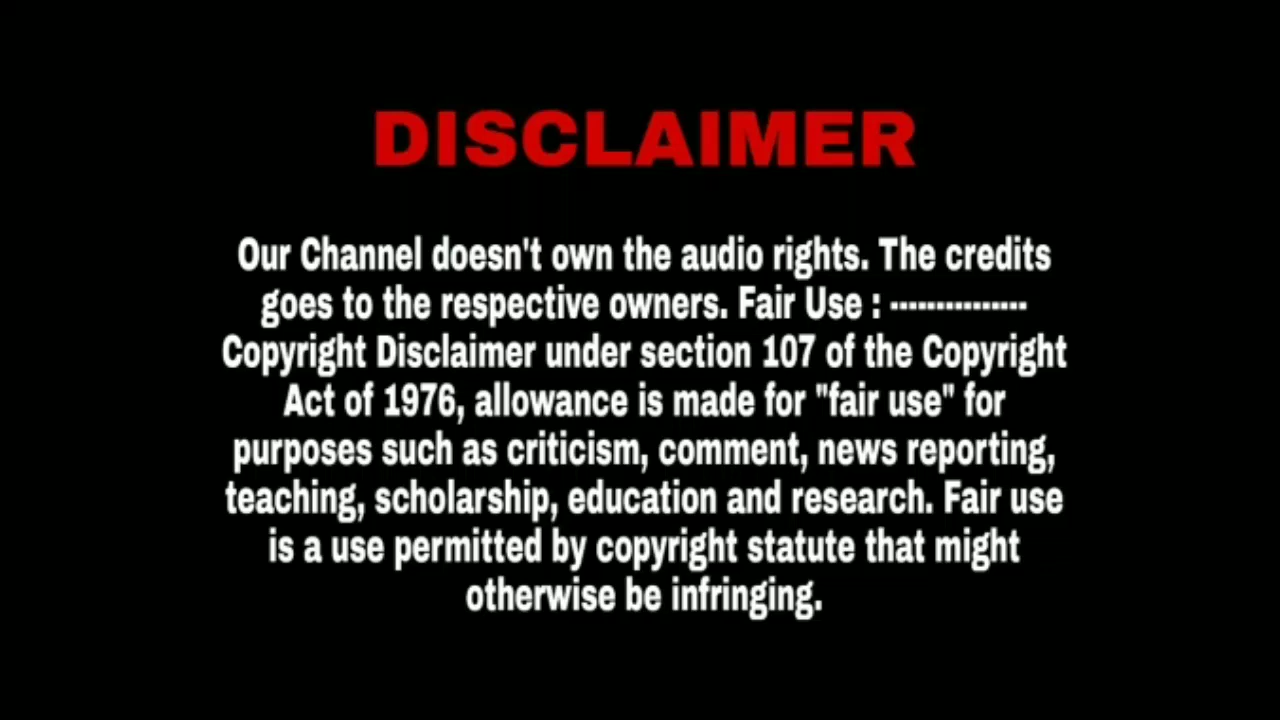 DISCLAIMER
Our Channel doesn't own the audio rights. The credits
goes to the respective owners. Fair Use : ---------------
Copyright Disclaimer under section 107 of the Copyright
Act of 1976, allowance is made for "fair use" for
purposes such as criticism, comment, news reporting,
teaching, scholarship, education and research. Fair use
is a use permitted by copyright statute that might
otherwise be infringing.